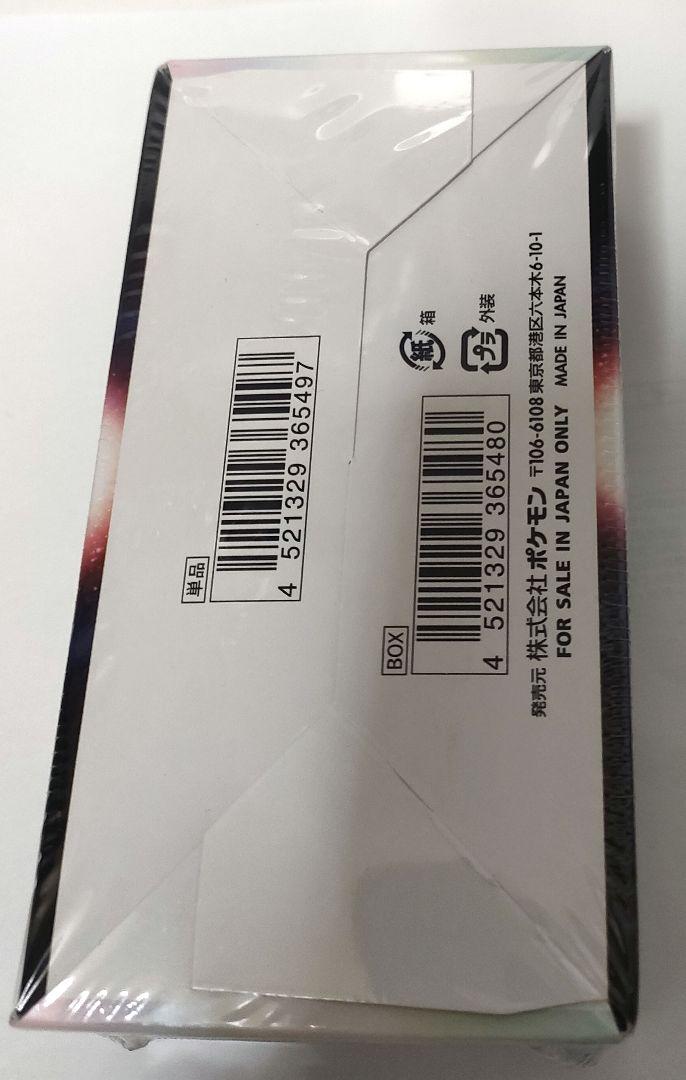 単品
4 521329 365497
BOX
4 521329 365480
紙 箱
プラ 外装
発売元 株式会社 ポケモン 〒106-6108 東京都港区六本木6-10-1
FOR SALE IN JAPAN ONLY MADE IN JAPAN